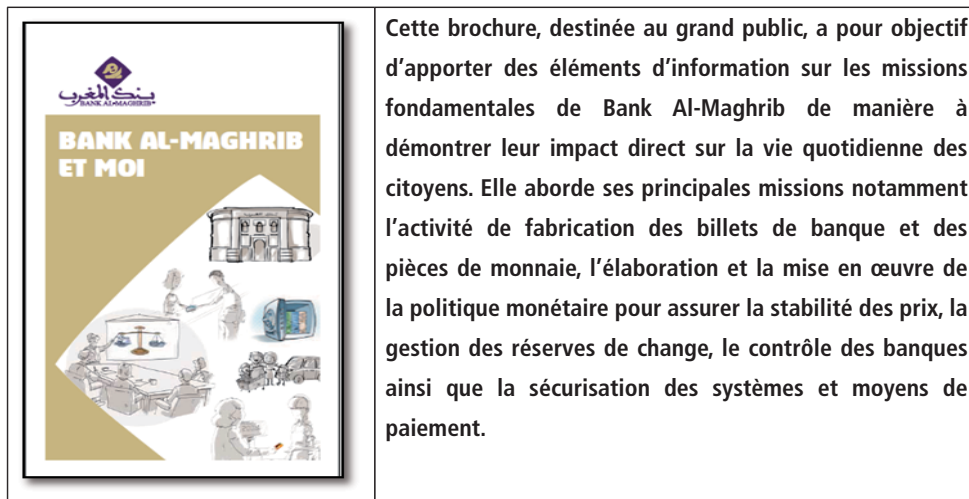 بنك المغرب
BANK AL-MAGHRIB
BANK AL-MAGHRIB
ET MOI
Cette brochure, destinée au grand public, a pour objectif
d’apporter des éléments d’information sur les missions
fondamentales de Bank Al-Maghrib de manière à
démontrer leur impact direct sur la vie quotidienne des
citoyens. Elle aborde ses principales missions notamment
l’activité de fabrication des billets de banque et des
pièces de monnaie, l’élaboration et la mise en œuvre de
la politique monétaire pour assurer la stabilité des prix, la
gestion des réserves de change, le contrôle des banques
ainsi que la sécurisation des systèmes et moyens de
paiement.